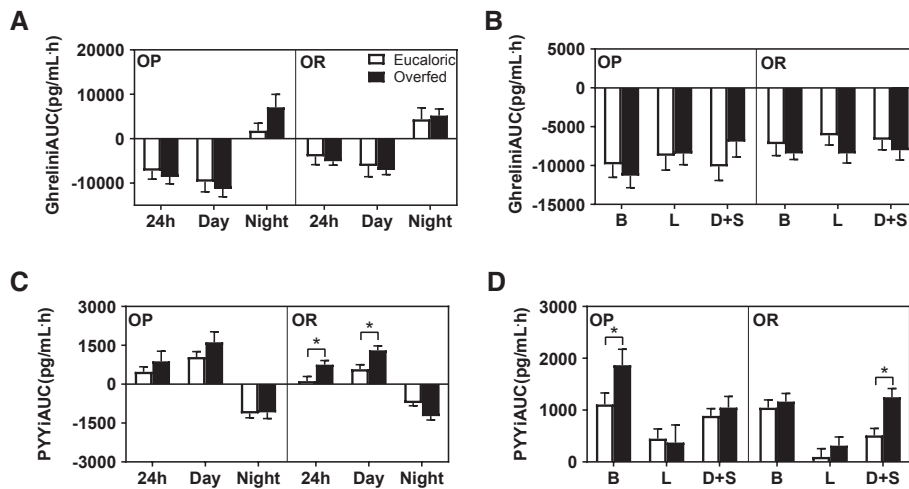 A
GhreliniAUC(pg/mL·h)
20000
10000
0
-10000
OP
OR
Eucaloric
Overfed
24h Day Night 24h Day Night
B
GhreliniAUC(pg/mL·h)
5000
0
-5000
-10000
-15000
OP
OR
B L D+S B L D+S
C
PYYiAUC(pg/mL·h)
3000
1500
0
-1500
-3000
OP
OR
*
*
24h Day Night 24h Day Night
D
PYYiAUC(pg/mL·h)
3000
2000
1000
0
OP
OR
*
*
B L D+S B L D+S